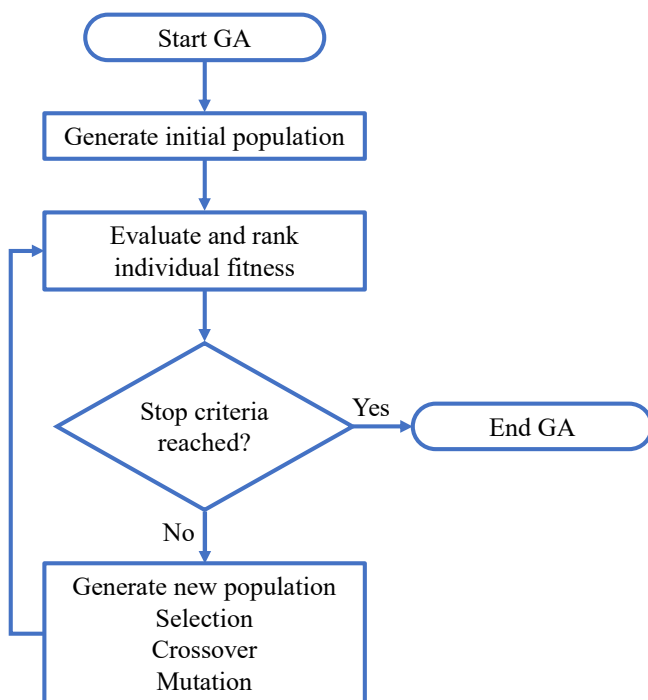 Start GA
Generate initial population
Evaluate and rank
individual fitness
Stop criteria
reached?
Yes
End GA
No
Generate new population
Selection
Crossover
Mutation